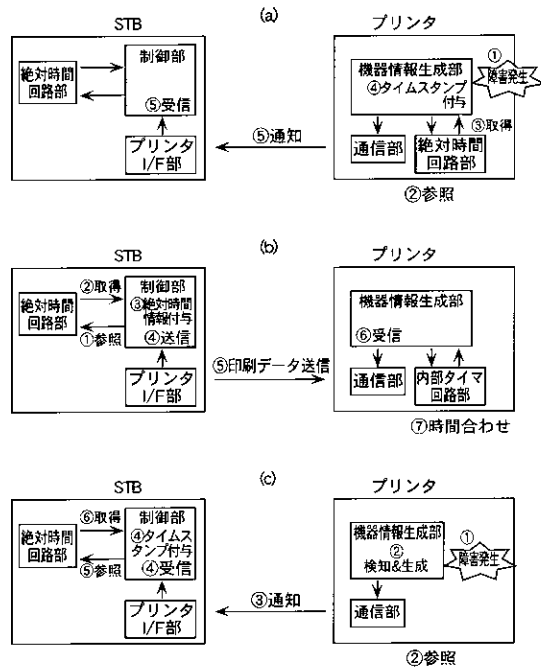 (a)
STB
プリンタ
絶対時間
回路部
制御部
⑤受信
プリンタ
I/F部
⑤通知
機器情報生成部
④タイムスタンプ
付与
①
障害発生
③取得
通信部
絶対時間
回路部
②参照
(b)
STB
プリンタ
②取得
絶対時間
回路部
①参照
制御部
③絶対時間
情報付与
④送信
プリンタ
I/F部
⑤印刷データ送信
機器情報生成部
⑥受信
通信部
内部タイマ
回路部
⑦時間合わせ
(c)
STB
プリンタ
⑥取得
絶対時間
回路部
⑤参照
制御部
④タイムス
タンプ付与
④受信
プリンタ
I/F部
③通知
機器情報生成部
②
検知&生成
①
障害発生
通信部
②参照